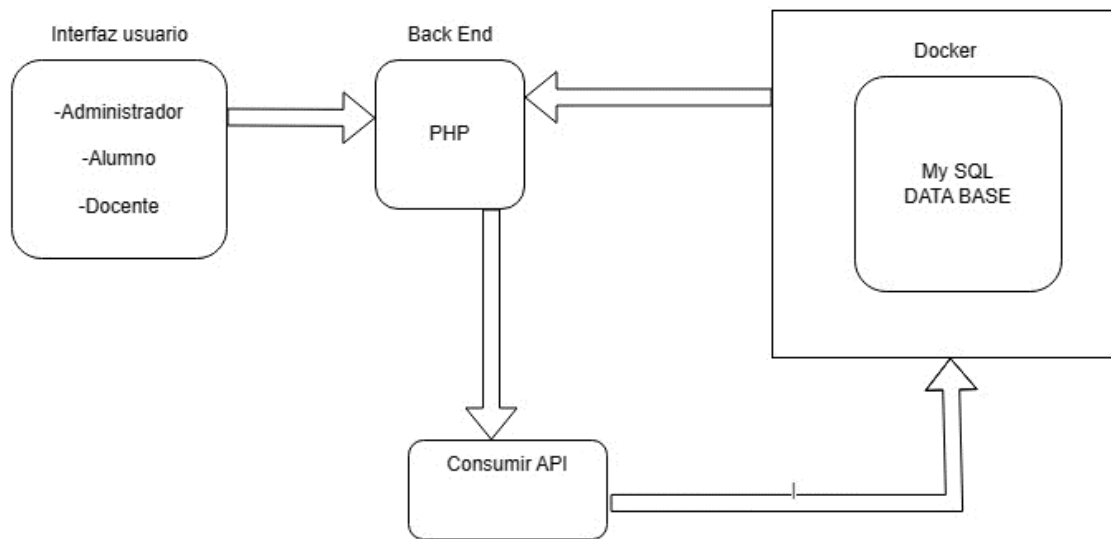 Interfaz usuario
-Administrador
-Alumno
-Docente
Back End
PHP
Docker
My SQL
DATA BASE
Consumir API